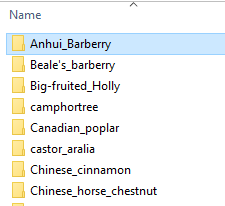 Name
Anhui_Barberry
Beale's_barberry
Big-fruited_Holly
camphortree
Canadian_poplar
castor_aralia
Chinese_cinnamon
Chinese_horse_chestnut